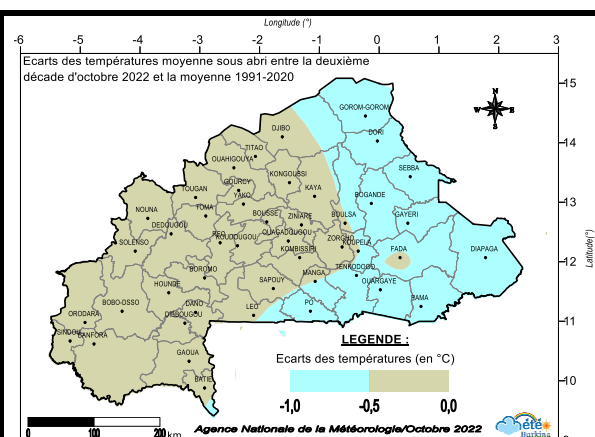 Longitude (°)
-6 -5 -4 -3 -2 -1 0 1 2 3
Ecarts des températures moyenne sous abri entre la deuxième
décade d'octobre 2022 et la moyenne 1991-2020
15
N
W E
S
GOROM-GOROM
DJIBO
DORI
14
TITAO
OUAHIGOUYA
KONGOUSSI
SEBBA
TOUGAN
GOURCY
KAYA
YAKO
BOGANDE
13
NOUNA
TOMA
BOUSSE
ZINIARE
BOULSA
GAYERI
DEDOUGOU
SOLENSO
REO
KOUDOUGOU
OUAGADOUGOU
ZORGHO
KOUPELA
KOMBISSIRI
FADA
DIAPAGA
Latitude(°)
12
BOROMO
TENKODOGO
MANGA
HOUNDE
SAPOUY
OUARGAYE
BOBO-DSSO
DANO
LEO
PO
PAMA
ORODARA
DIEBOUGOU
11
SINDOU
BANFORA
LEGENDE :
GAOUA
Ecarts des températures (en °C)
BATIE
10
-1,0 -0,5 0,0
0 100 200 km
Agence Nationale de la Météorologie/Octobre 2022
été
Burkina